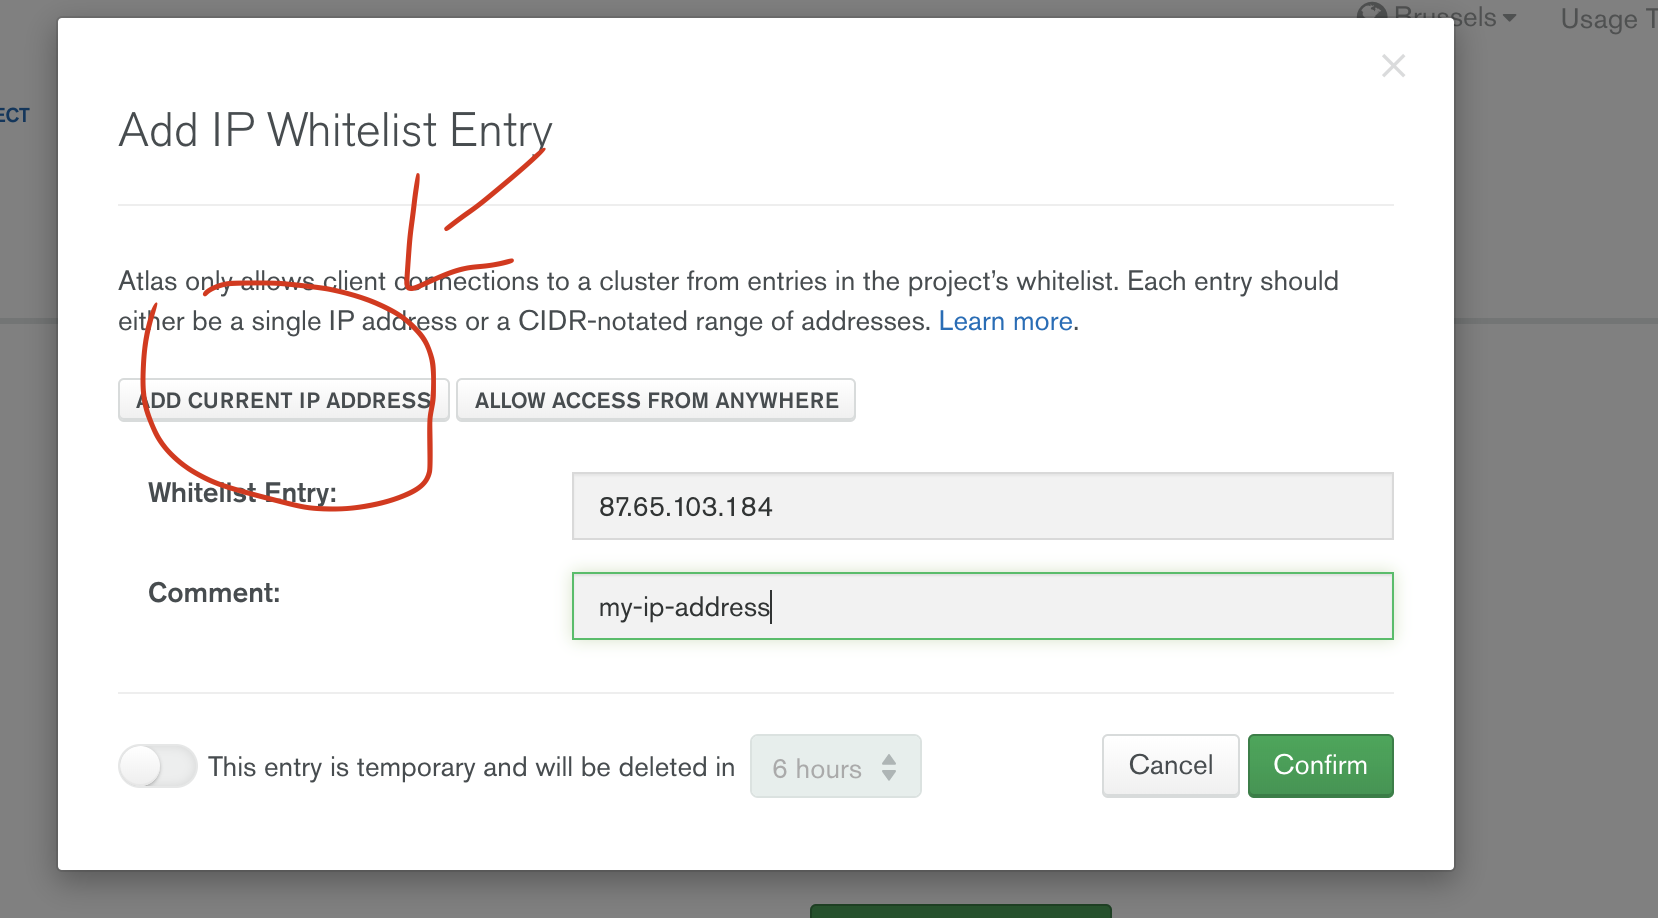 Brussels
Usage T
ECT
Add IP Whitelist Entry
Atlas only allows client connections to a cluster from entries in the project's whitelist. Each entry should
either be a single IP address or a CIDR-notated range of addresses. Learn more.
ADD CURRENT IP ADDRESS
ALLOW ACCESS FROM ANYWHERE
Whitelist Entry:
87.65.103.184
Comment:
my-ip-address
This entry is temporary and will be deleted in
6 hours
Cancel
Confirm